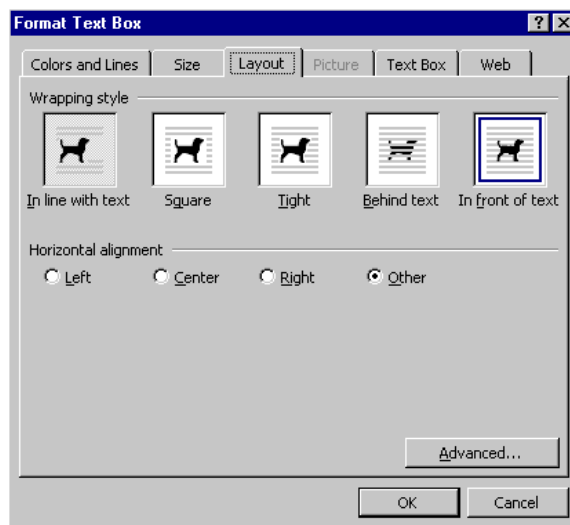 Format Text Box
Colors and Lines Size Layout Picture Text Box Web
Wrapping style
In line with text Square Tight Behind text In front of text
Horizontal alignment
Left Center Right Other
Advanced...
OK Cancel